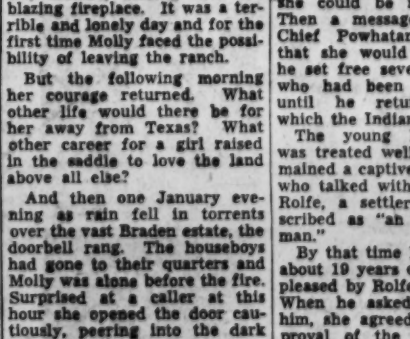 blazing fireplace. It was a ter-
rible and lonely day and for the
first time Molly faced the possi-
bility of leaving the ranch.
But the following morning
her courage returned. What
other life would there be for
her away from Texas? What
other career for a girl raised
in the saddle to love the land
above all else?
And then one January eve-
ning as rain fell in torrents
over the vast Braden estate, the
doorbell rang. The houseboys
had gone to their quarters and
Molly was alone before the fire.
Surprised at a caller at this
hour she opened the door cau-
tiously, peering into the dark
she could be
Then a messag
Chief Powhatan
that she would
he set free seve
who had been
until he retu
which the Indian
The young
was treated well
mained a captive
who talked with
Rolfe, a settler
scribed as "an
man."
By that time
about 19 years
pleased by Rolfe
When he asked
him, she agreed
proval of the